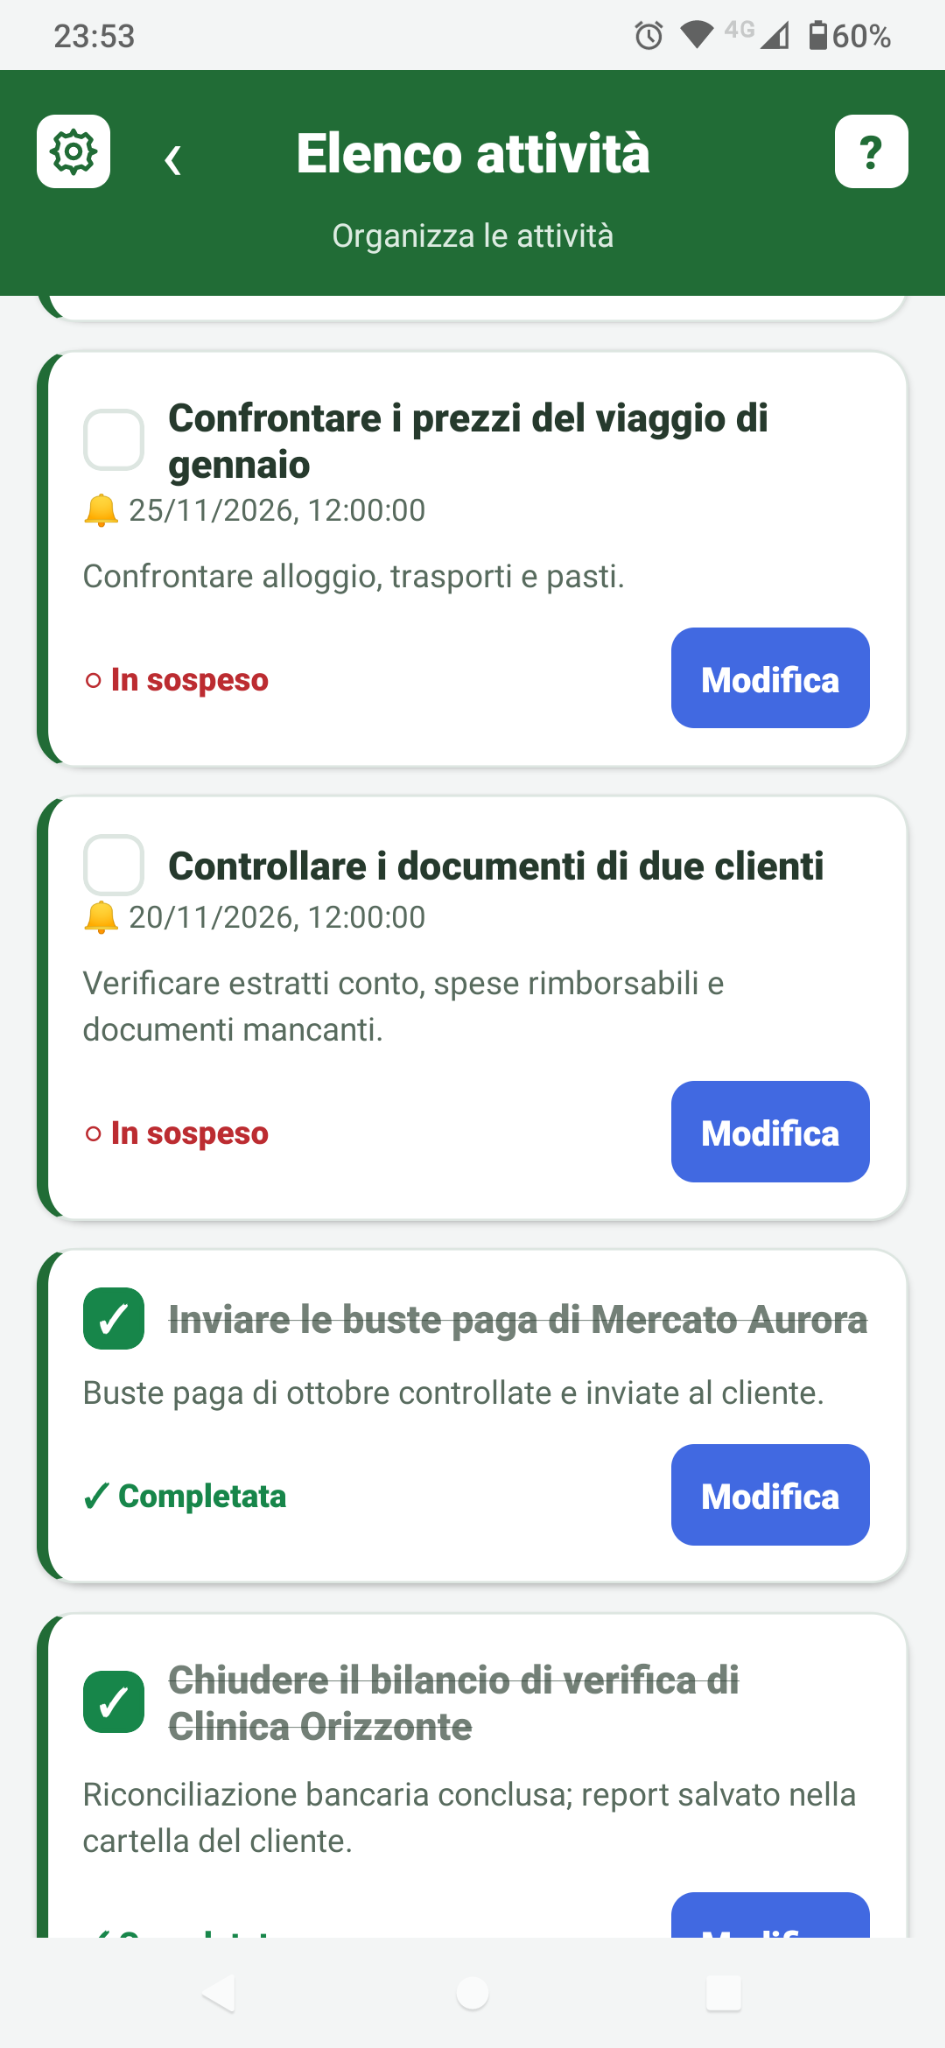 23:53
4G
60%
‹
Elenco attività
?
Organizza le attività
Confrontare i prezzi del viaggio di
gennaio
🔔 25/11/2026, 12:00:00
Confrontare alloggio, trasporti e pasti.
○ In sospeso
Modifica
Controllare i documenti di due clienti
🔔 20/11/2026, 12:00:00
Verificare estratti conto, spese rimborsabili e
documenti mancanti.
○ In sospeso
Modifica
✓ Inviare le buste paga di Mercato Aurora
Buste paga di ottobre controllate e inviate al cliente.
✓ Completata
Modifica
✓ Chiudere il bilancio di verifica di
Clinica Orizzonte
Riconciliazione bancaria conclusa; report salvato nella
cartella del cliente.